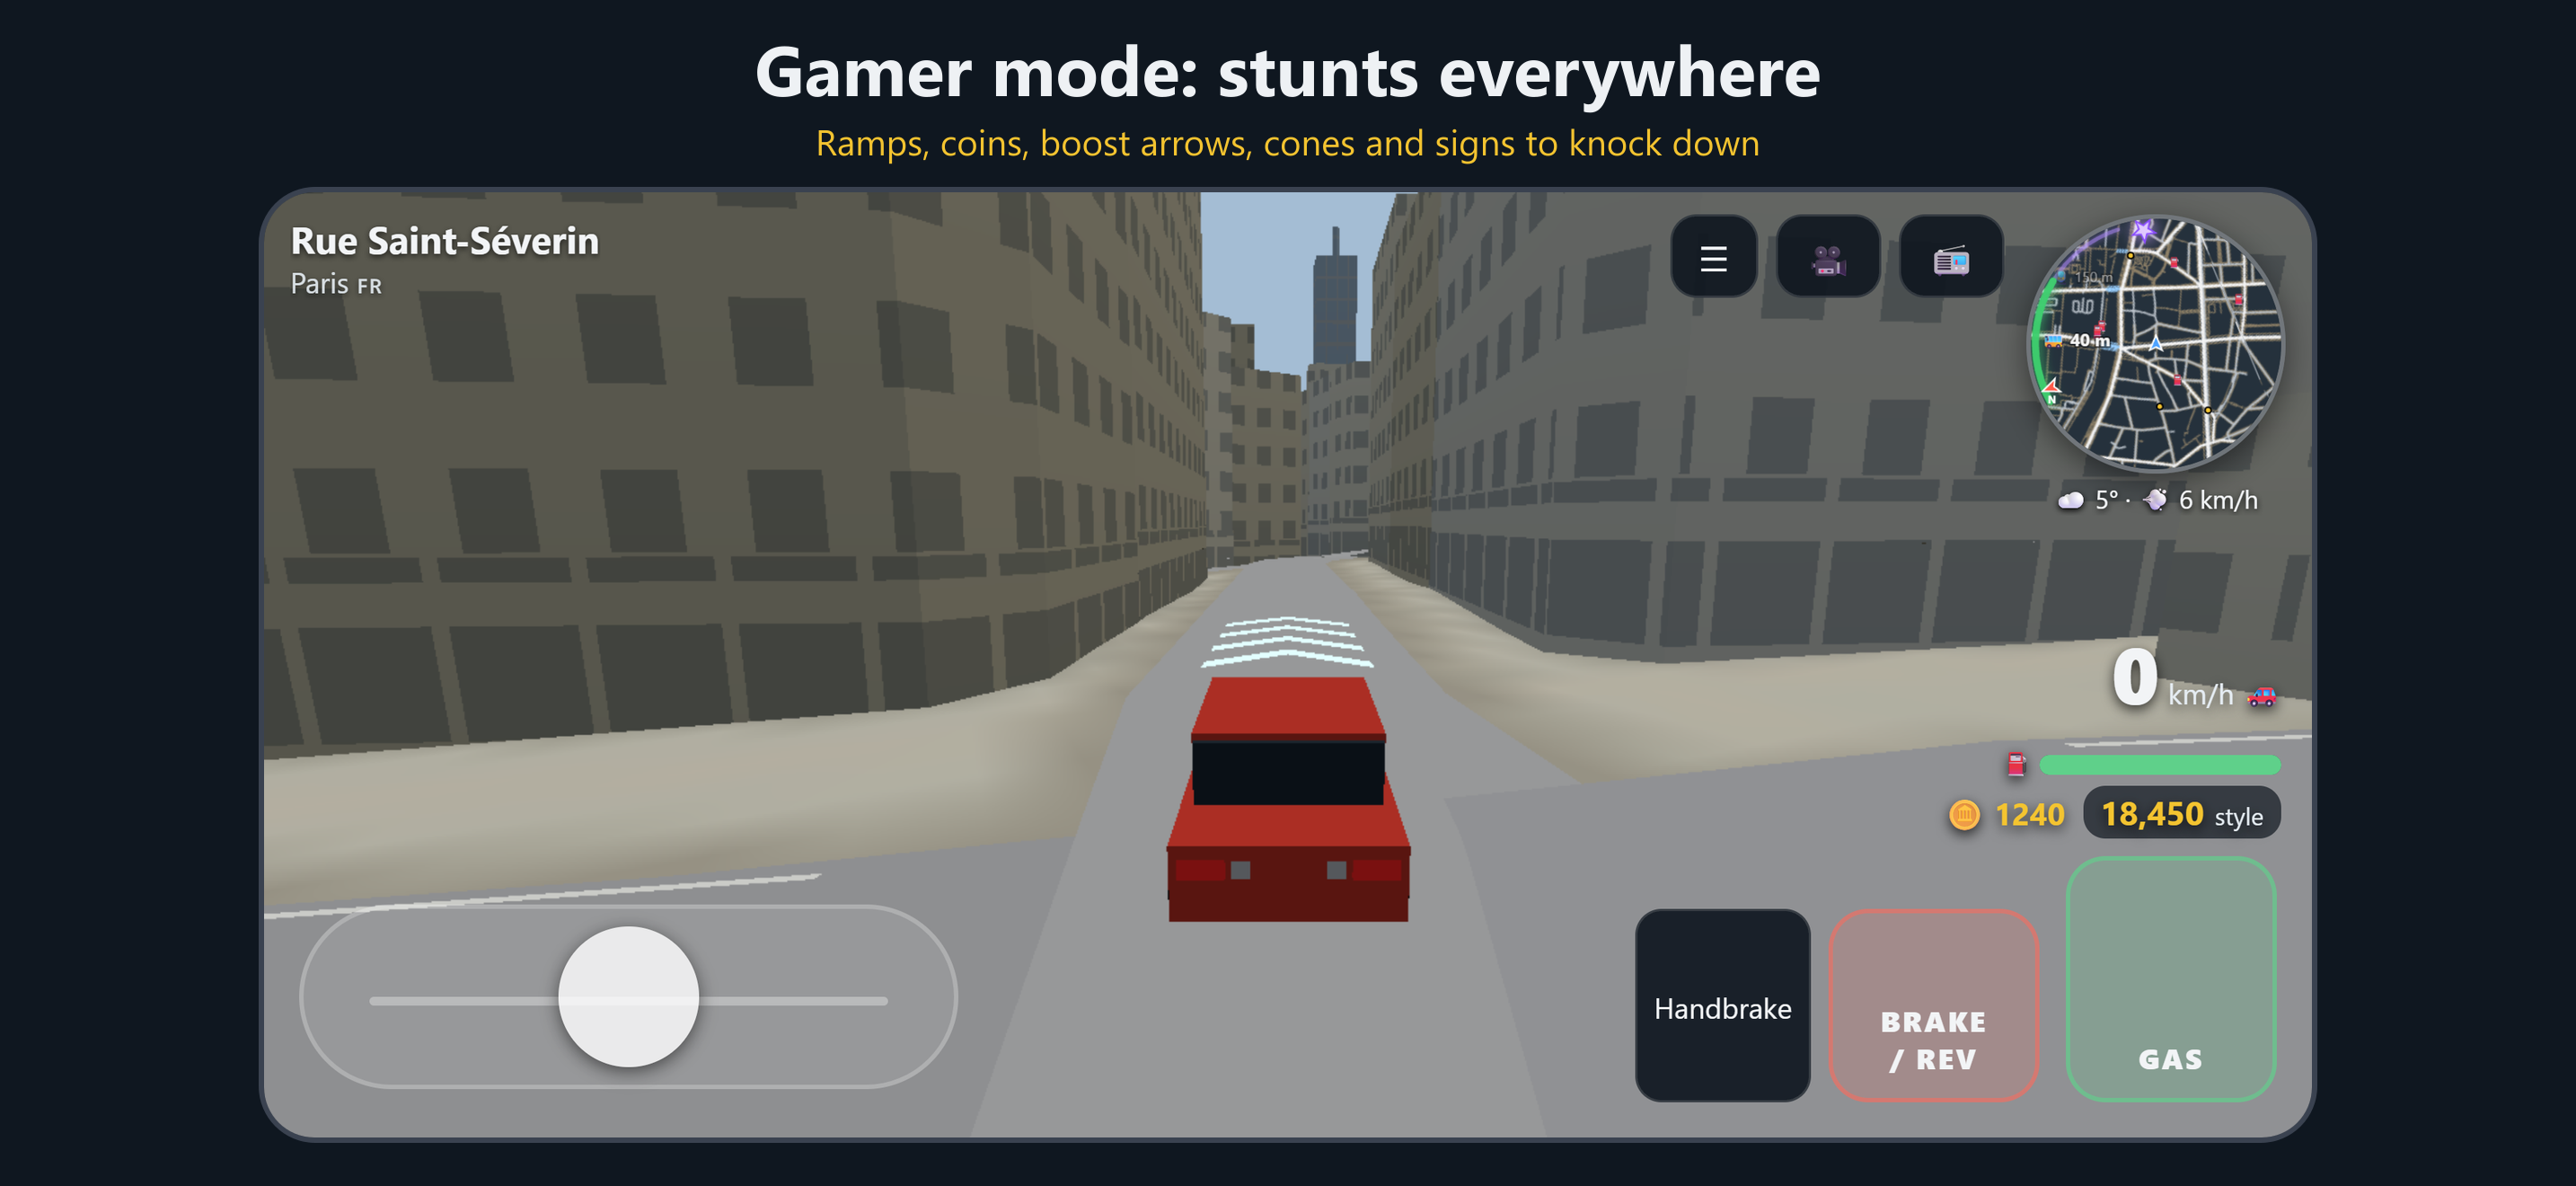 Gamer mode: stunts everywhere
Ramps, coins, boost arrows, cones and signs to knock down
Rue Saint-Séverin
Paris FR
150 m
40 m
N
5° · 6 km/h
0 km/h
1240 18,450 style
Handbrake
BRAKE
/ REV
GAS